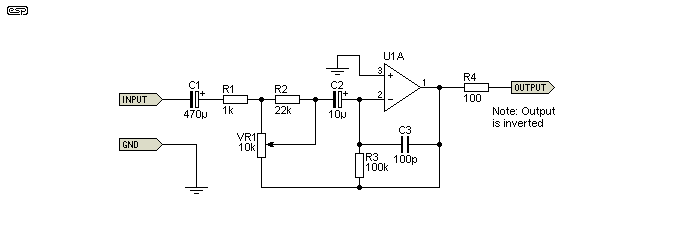 esp
U1A
3
+
1
2
-
C1
+
470µ
R1
1k
R2
22k
C2
+
10µ
R4
100
INPUT
OUTPUT
Note: Output
is inverted
GND
VR1
10k
C3
100p
R3
100k